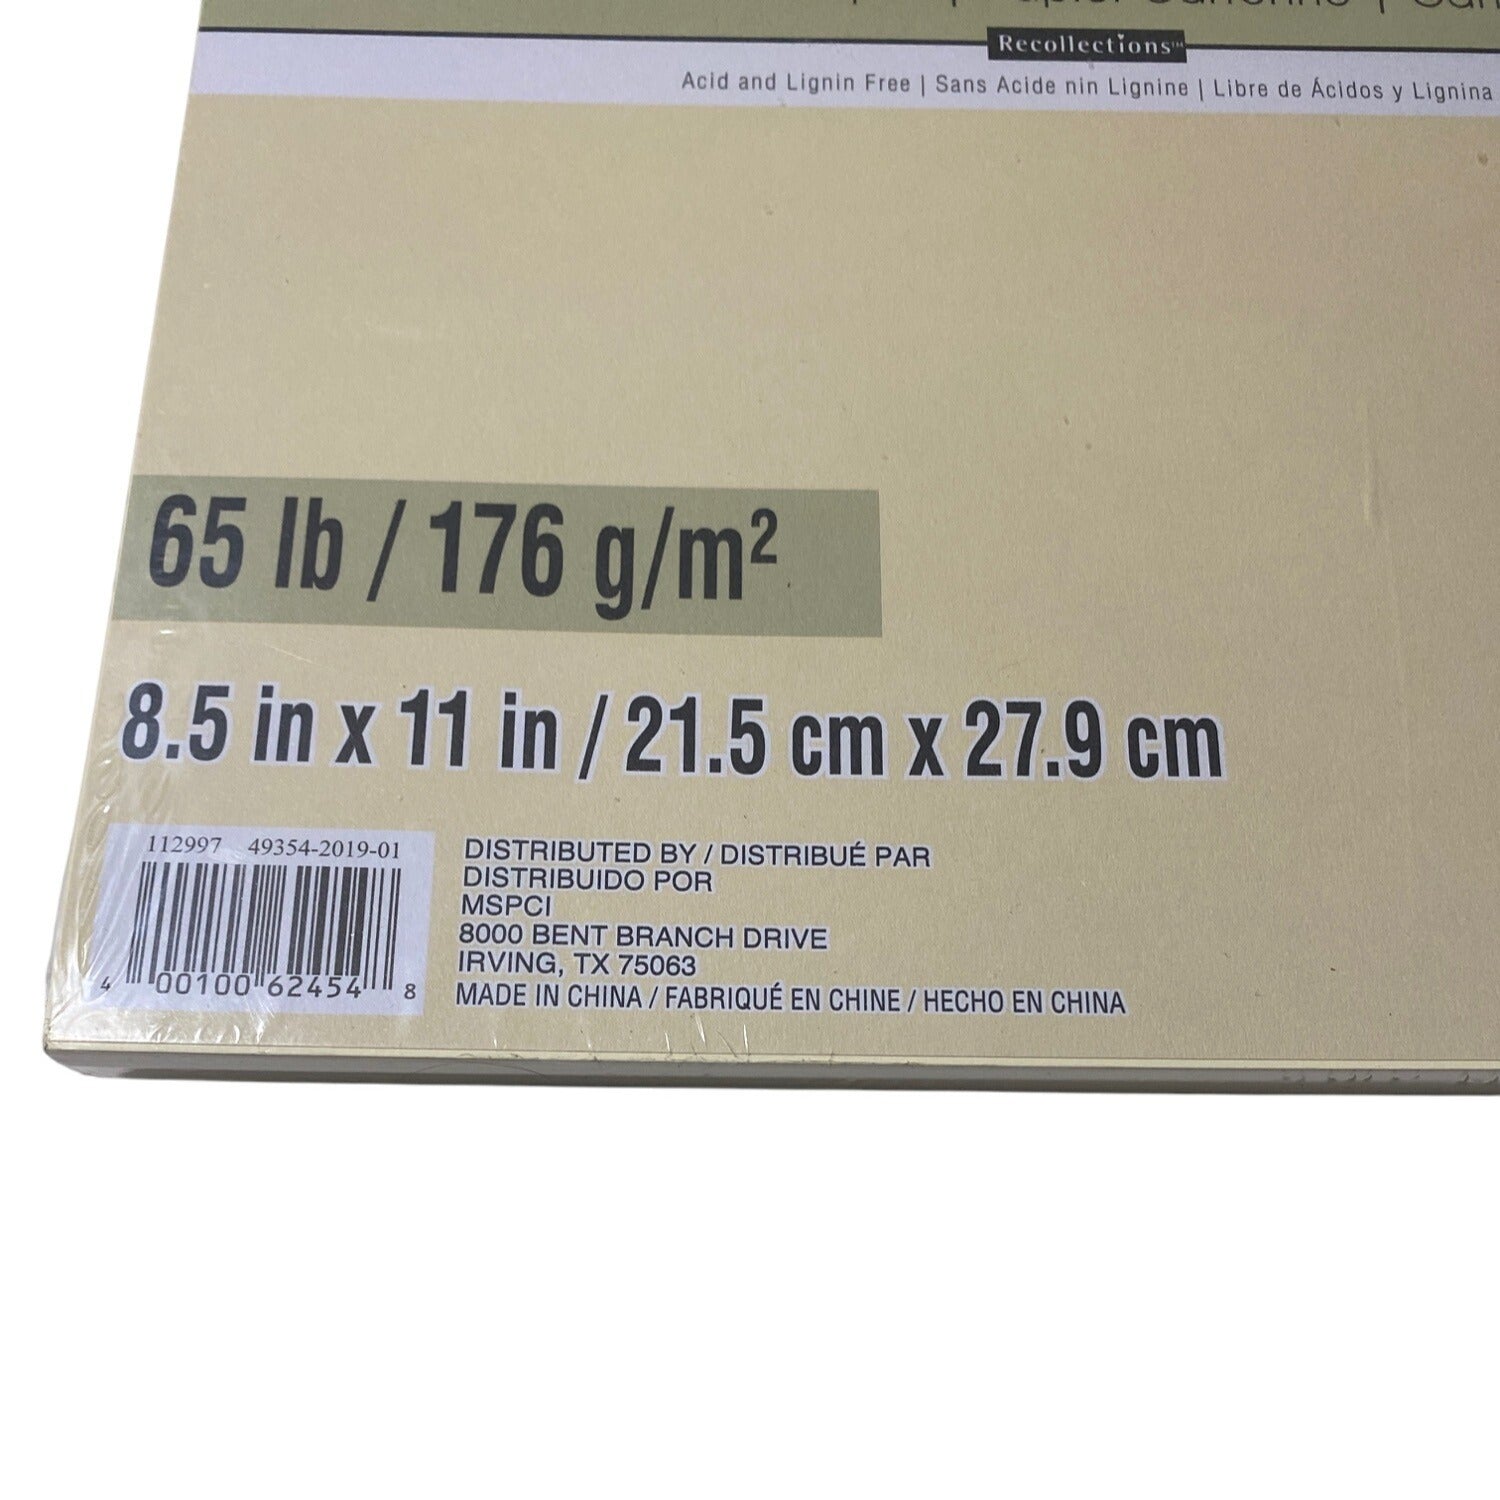 Recollections™
Acid and Lignin Free | Sans Acide nin Lignine | Libre de Ácidos y Lignina
65 lb / 176 g/m²
8.5 in x 11 in / 21.5 cm x 27.9 cm
112997 49354-2019-01
4 00100 62454 8
DISTRIBUTED BY / DISTRIBUÉ PAR
DISTRIBUIDO POR
MSPCI
8000 BENT BRANCH DRIVE
IRVING, TX 75063
MADE IN CHINA / FABRIQUÉ EN CHINE / HECHO EN CHINA